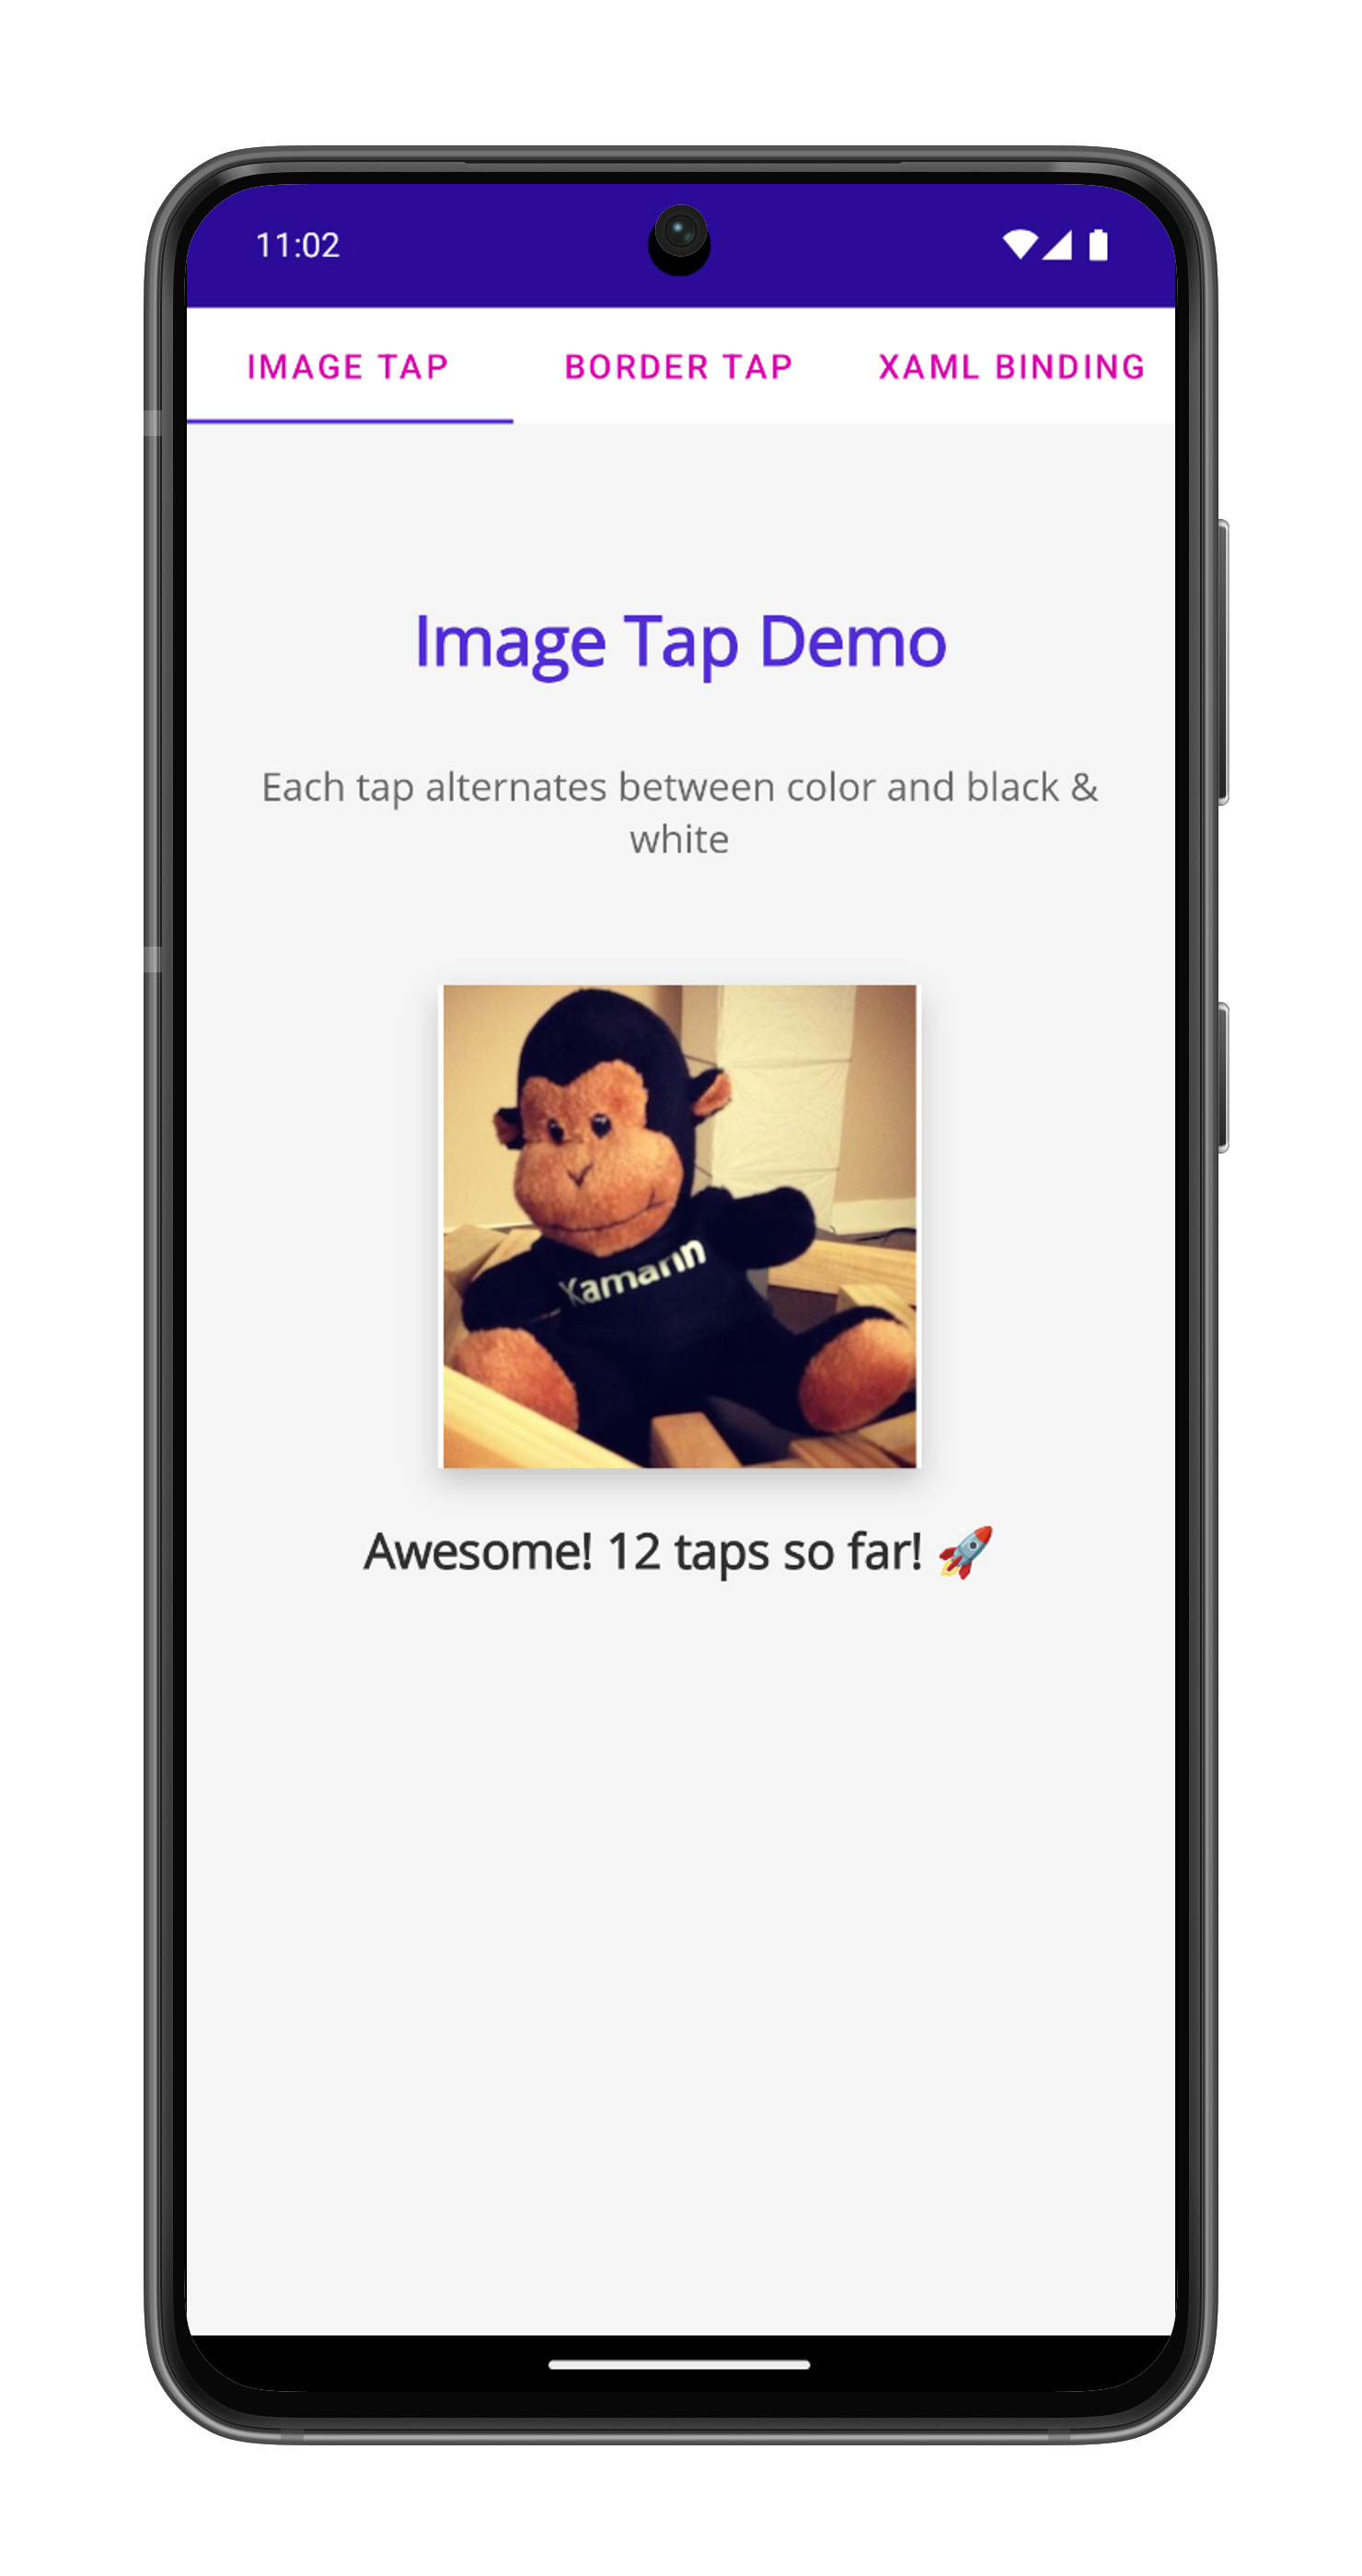 11:02
IMAGE TAP BORDER TAP XAML BINDING
Image Tap Demo
Each tap alternates between color and black &
white
Xamarin
Awesome! 12 taps so far! 🚀